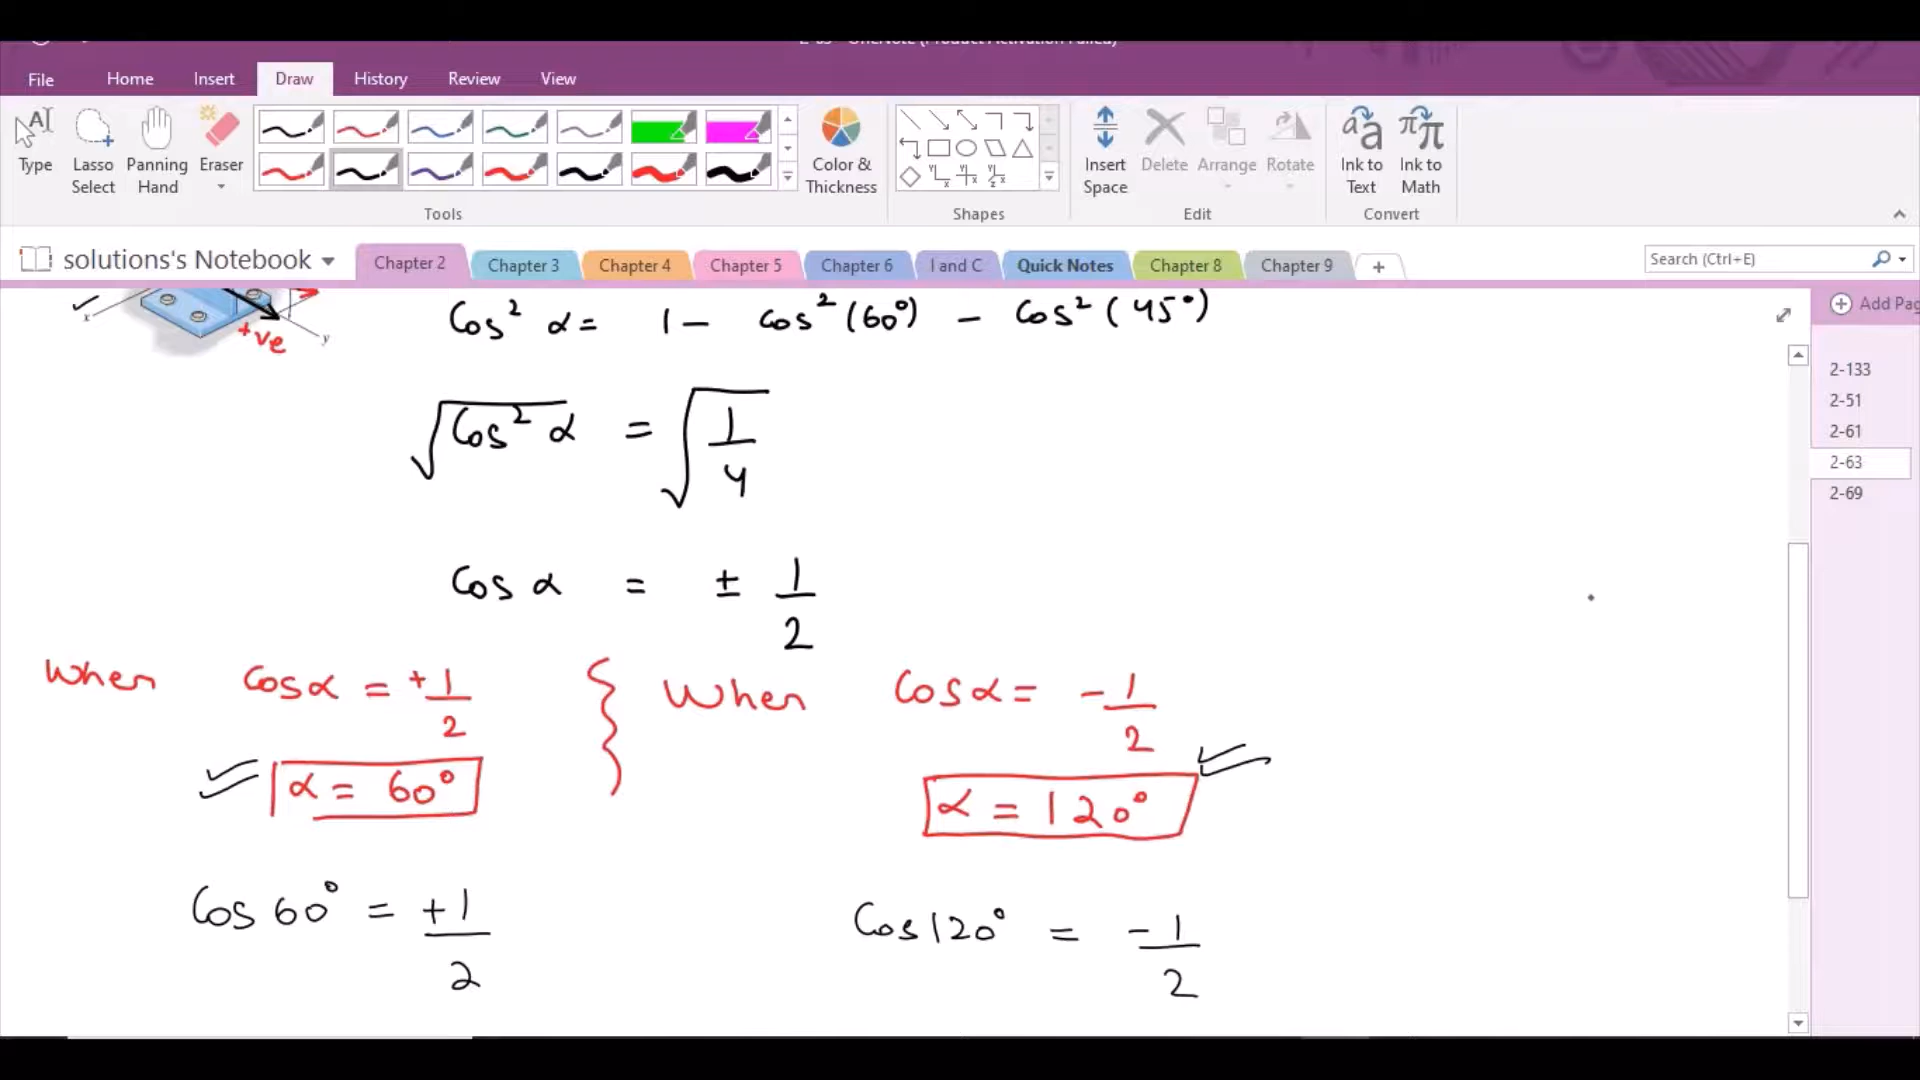 File Home Insert Draw History Review View
Type Lasso Select Panning Hand Eraser Color & Thickness Insert Space Delete Arrange Rotate Ink to Text Ink to Math
Tools Shapes Edit Convert
solutions's Notebook Chapter 2 Chapter 3 Chapter 4 Chapter 5 Chapter 6 I and C Quick Notes Chapter 8 Chapter 9 + Search (Ctrl+E)
Add Pag
2-133
2-51
2-61
2-63
2-69
x
+ve
y
Cos² α = 1 - Cos² (60°) - Cos² (45°)
√Cos² α = √1/4
Cos α = ± 1/2
When Cos α = +1/2 When Cos α = -1/2
α = 60° α = 120°
Cos 60° = +1/2 Cos 120° = -1/2